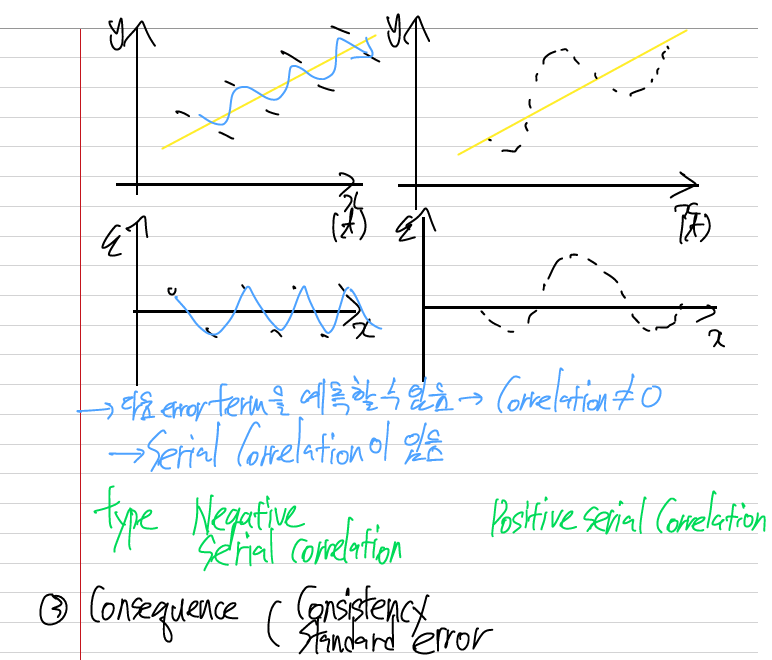 y
y
x
(t)
x
(t)
ε
ε
x
x
→ 다음 error term을 예측할 수 있음 → Correlation ≠ 0
→ Serial Correlation이 있음
type Negative Serial correlation
Positive serial Correlation
③ Consequence ( Consistency
Standard error